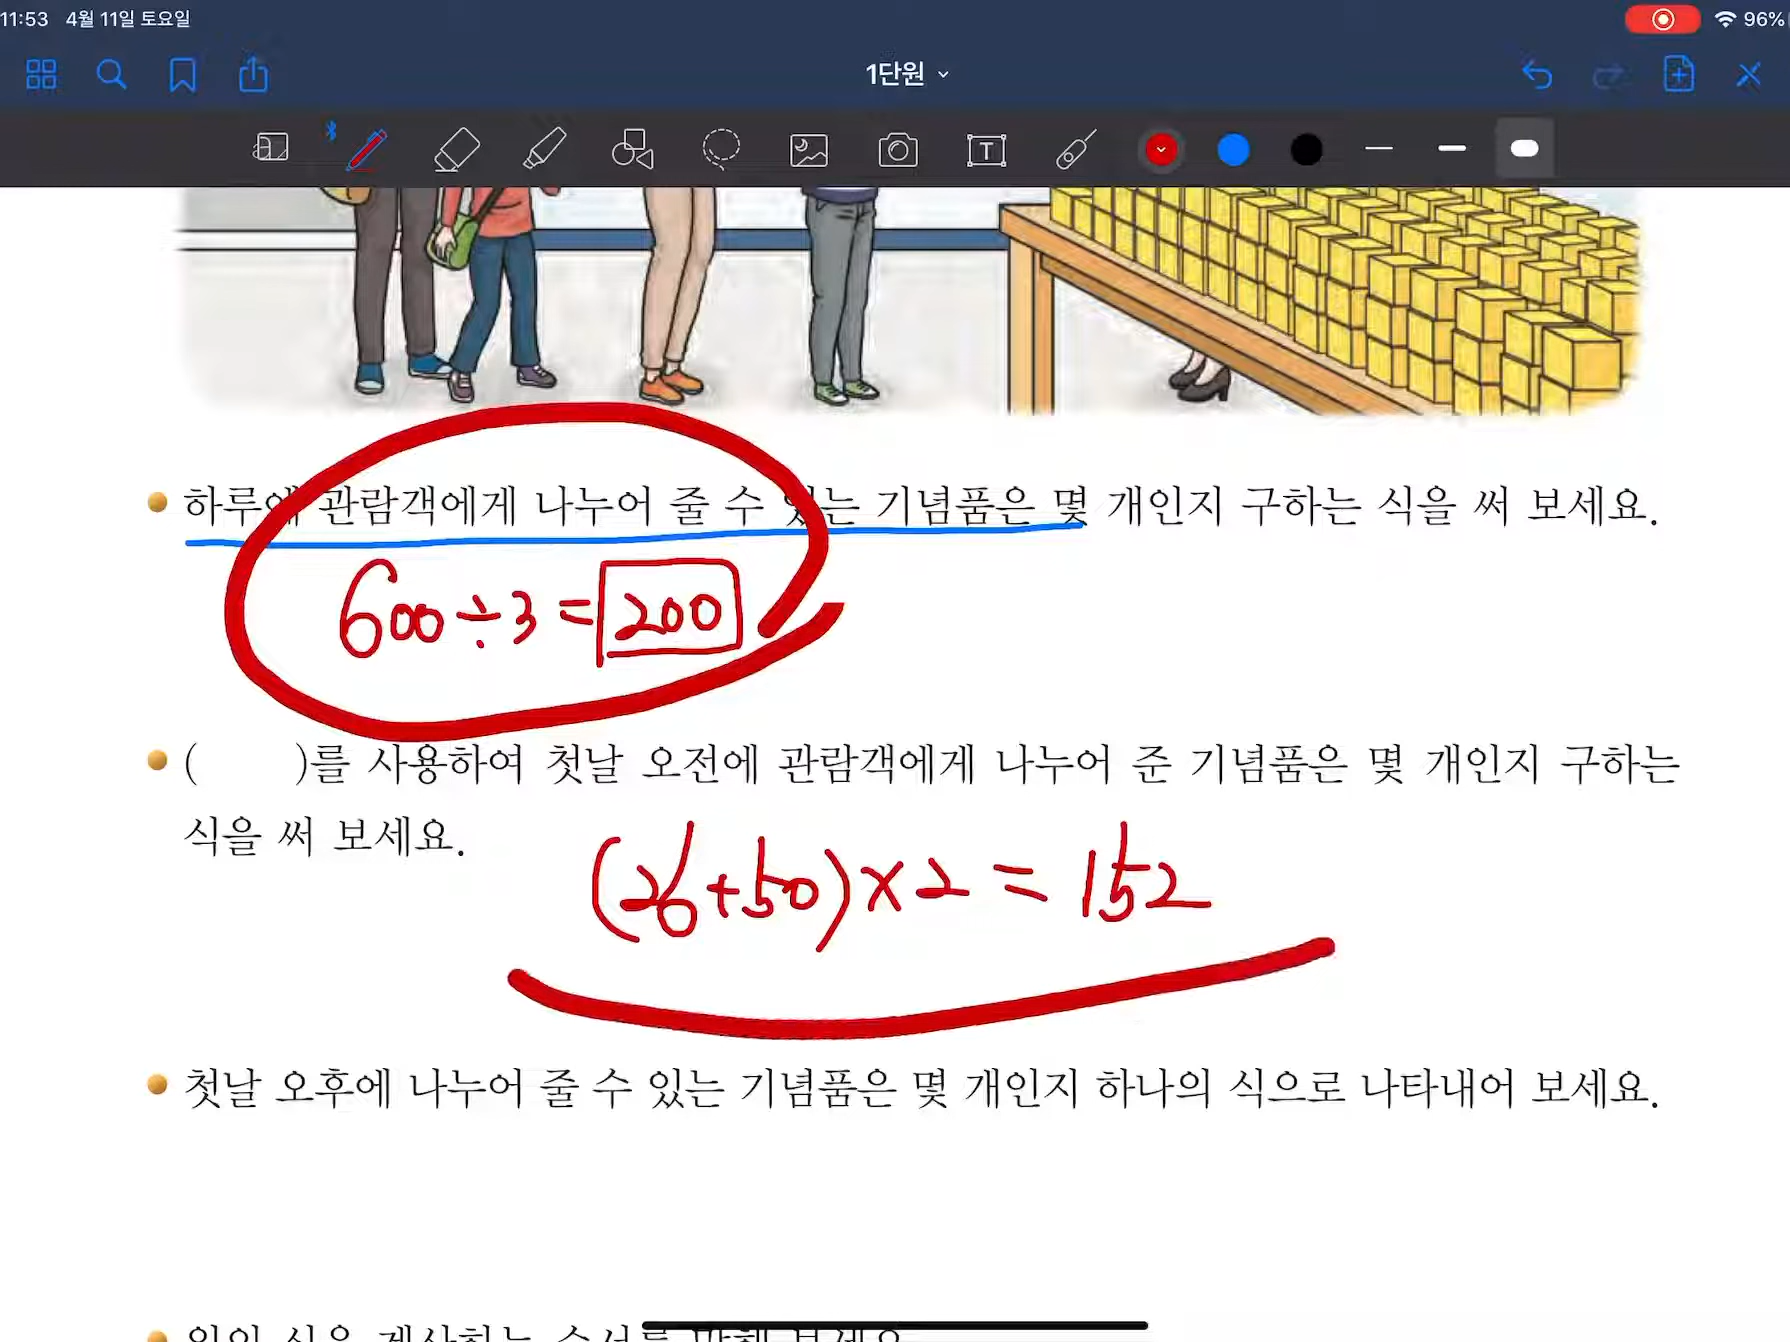 11:53 4월 11일 토요일
96%
1단원
T
하루에 관람객에게 나누어 줄 수 있는 기념품은 몇 개인지 구하는 식을 써 보세요.
600÷3=200
( )를 사용하여 첫날 오전에 관람객에게 나누어 준 기념품은 몇 개인지 구하는
식을 써 보세요.
(26+50)×2=152
첫날 오후에 나누어 줄 수 있는 기념품은 몇 개인지 하나의 식으로 나타내어 보세요.